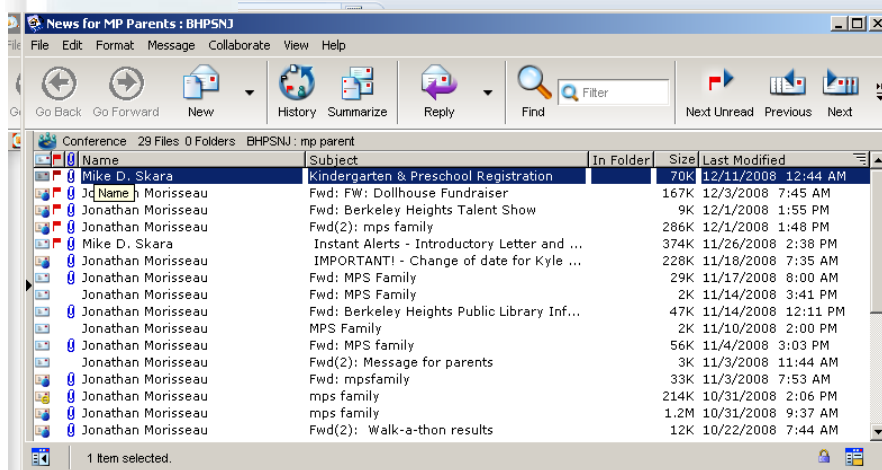 News for MP Parents : BHPSNJ
File Edit Format Message Collaborate View Help
Go Back Go Forward New History Summarize Reply Find Filter Next Unread Previous Next
Conference 29 Files 0 Folders BHPSNJ : mp parent
Name Subject In Folder Size Last Modified
Mike D. Skara Kindergarten & Preschool Registration 70K 12/11/2008 12:44 AM
Jo Name n Morisseau Fwd: FW: Dollhouse Fundraiser 167K 12/3/2008 7:45 AM
Jonathan Morisseau Fwd: Berkeley Heights Talent Show 9K 12/1/2008 1:55 PM
Jonathan Morisseau Fwd(2): mps family 286K 12/1/2008 1:48 PM
Mike D. Skara Instant Alerts - Introductory Letter and ... 374K 11/26/2008 2:38 PM
Jonathan Morisseau IMPORTANT! - Change of date for Kyle ... 228K 11/18/2008 7:35 AM
Jonathan Morisseau Fwd: MPS Family 29K 11/17/2008 8:00 AM
Jonathan Morisseau Fwd: MPS Family 2K 11/14/2008 3:41 PM
Jonathan Morisseau Fwd: Berkeley Heights Public Library Inf... 47K 11/14/2008 12:11 PM
Jonathan Morisseau MPS Family 2K 11/10/2008 2:00 PM
Jonathan Morisseau Fwd: MPS family 56K 11/4/2008 3:03 PM
Jonathan Morisseau Fwd(2): Message for parents 3K 11/3/2008 11:44 AM
Jonathan Morisseau Fwd: mpsfamily 33K 11/3/2008 7:53 AM
Jonathan Morisseau mps family 214K 10/31/2008 2:06 PM
Jonathan Morisseau mps family 1.2M 10/31/2008 9:37 AM
Jonathan Morisseau Fwd(2): Walk-a-thon results 12K 10/22/2008 7:44 AM
1 Item selected.